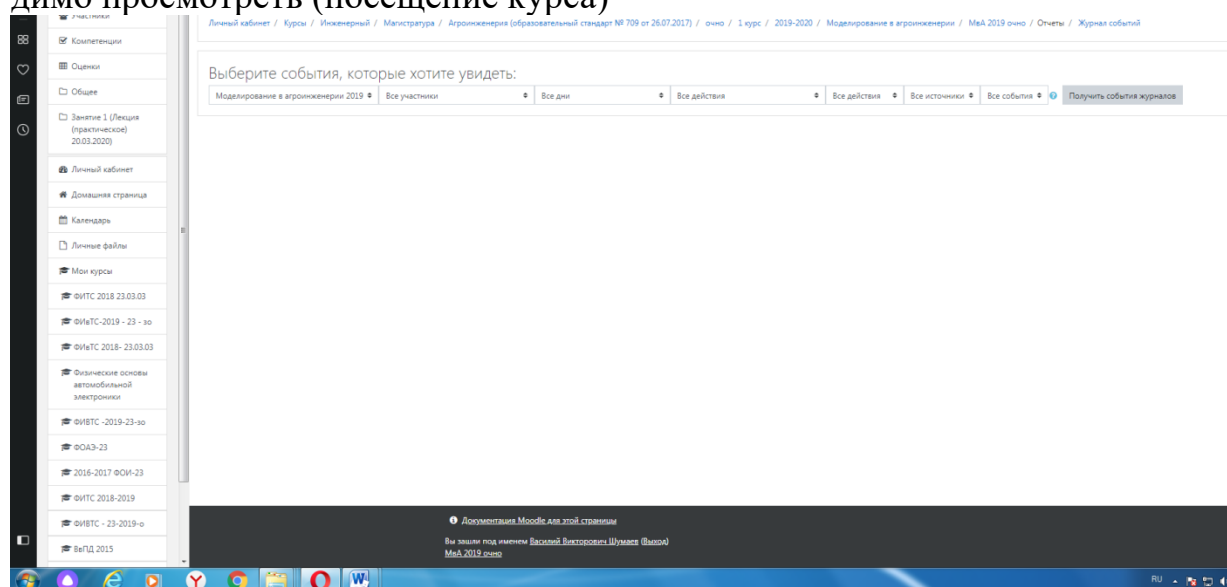 димо просмотреть (посещение курса)
Участники
Компетенции
Оценки
Общее
Занятие 1 (Лекция
(практическое)
20.03.2020)
Личный кабинет
Домашняя страница
Календарь
Личные файлы
Мои курсы
ФИТС 2018 23.03.03
ФИвТС-2019 - 23 - зо
ФИвТС 2018- 23.03.03
Физические основы
автомобильной
электроники
ФИВТС -2019-23-зо
ФОАЭ-23
2016-2017 ФОИ-23
ФИТС 2018-2019
ФИВТС - 23-2019-о
ВвПД 2015
Личный кабинет / Курсы / Инженерный / Магистратура / Агроинженерия (образовательный стандарт № 709 от 26.07.2017) / очно / 1 курс / 2019-2020 / Моделирование в агроинженерии / МвА 2019 очно / Отчеты / Журнал событий
Выберите события, которые хотите увидеть:
Моделирование в агроинженерии 2019 Все участники Все дни Все действия Все действия Все источники Все события Получить события журналов
Документация Moodle для этой страницы
Вы зашли под именем Василий Викторович Шумаев (Выход)
МвА 2019 очно
RU